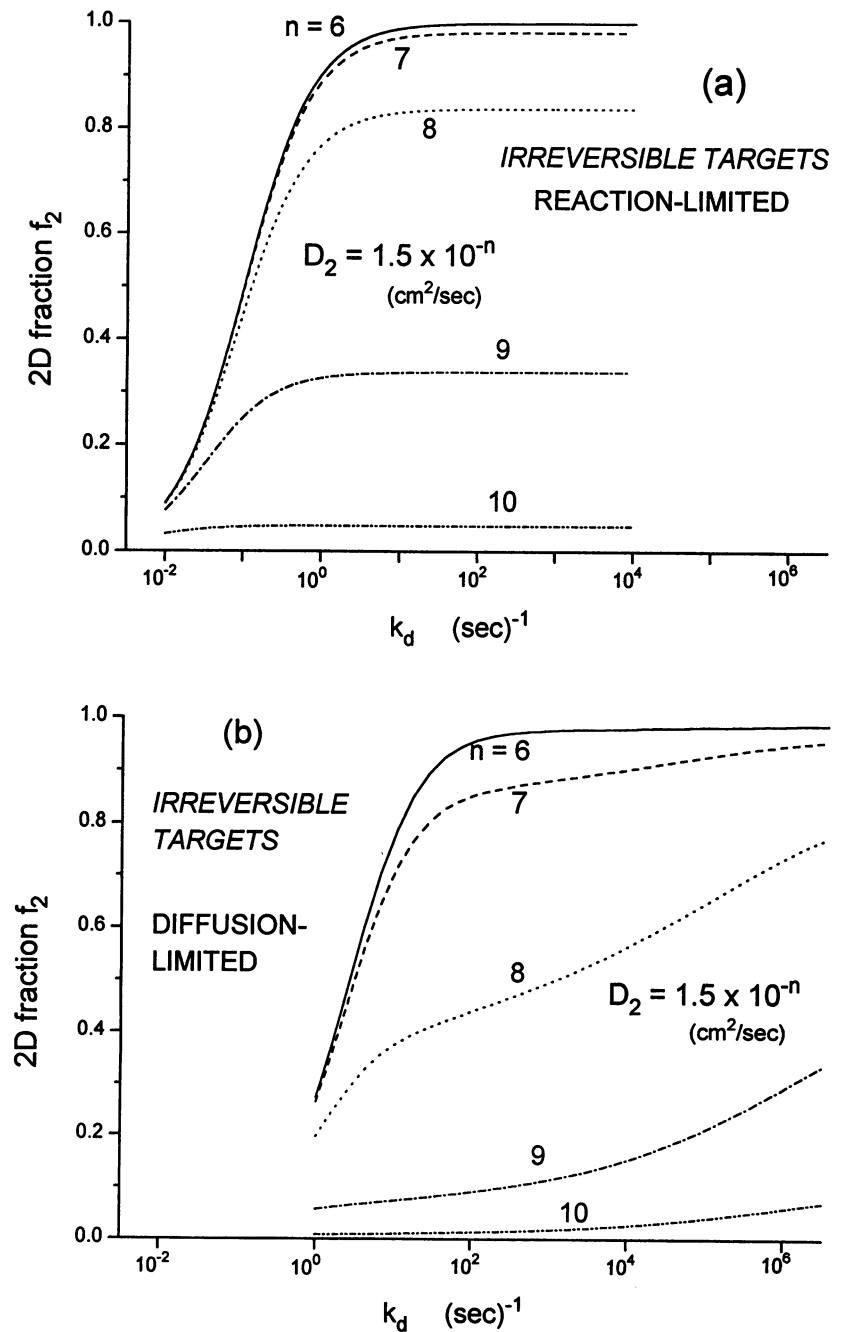 1.0
n = 6
7
(a)
0.8
8
IRREVERSIBLE TARGETS
REACTION-LIMITED
0.6
2D fraction f2
D2 = 1.5 x 10-n
(cm2/sec)
0.4
9
0.2
10
0.0
10-2
100
102
104
106
kd (sec)-1
1.0
(b)
n = 6
IRREVERSIBLE
TARGETS
7
0.8
DIFFUSION-
LIMITED
0.6
2D fraction f2
8
D2 = 1.5 x 10-n
(cm2/sec)
0.4
0.2
9
10
0.0
10-2
100
102
104
106
kd (sec)-1